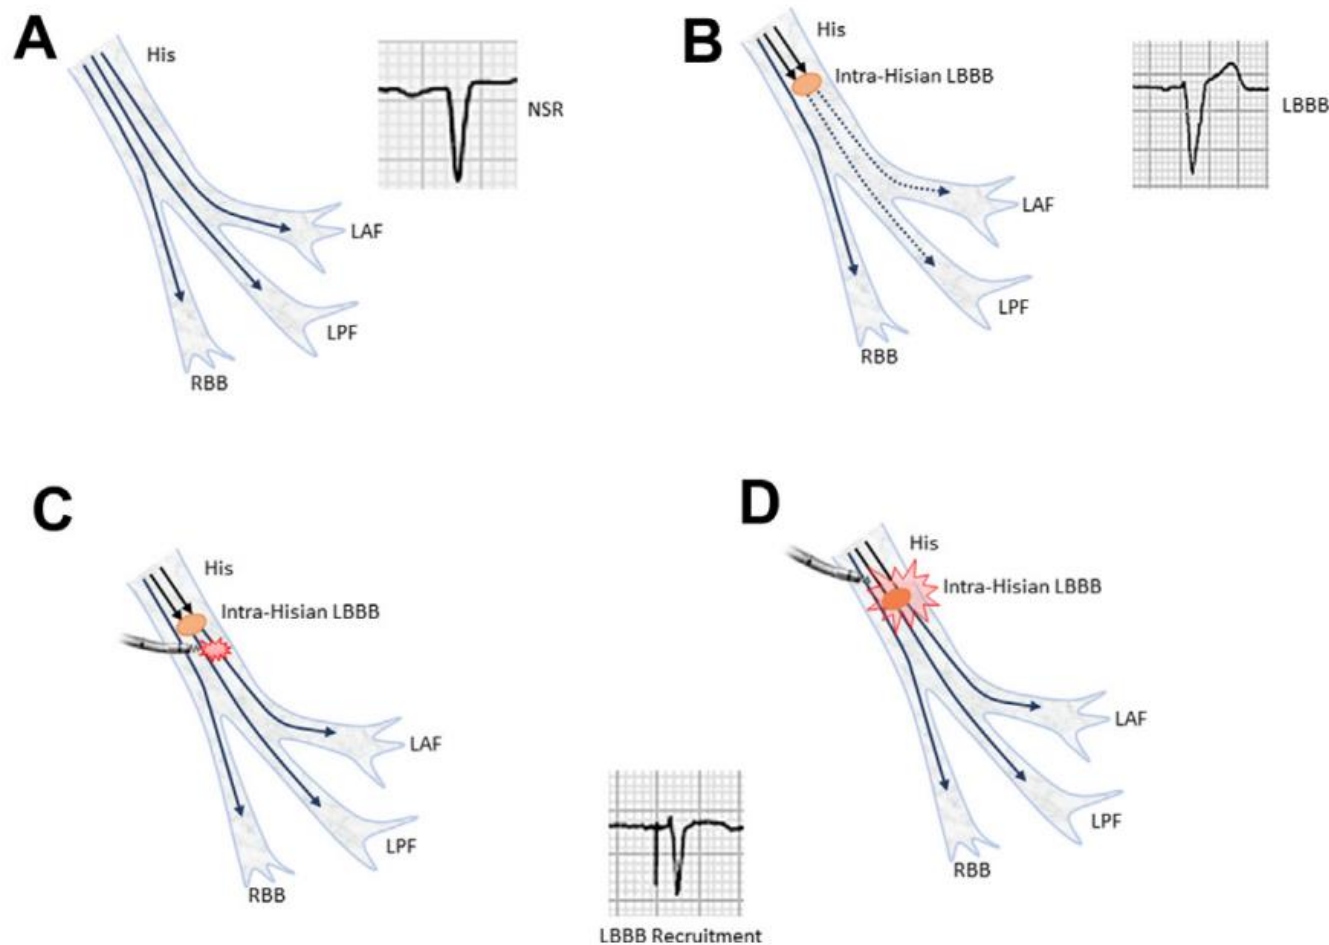 A
His
NSR
LAF
LPF
RBB
B
His
Intra-Hisian LBBB
LBBB
LAF
LPF
RBB
C
His
Intra-Hisian LBBB
LAF
LPF
RBB
LBBB Recruitment
D
His
Intra-Hisian LBBB
LAF
LPF
RBB